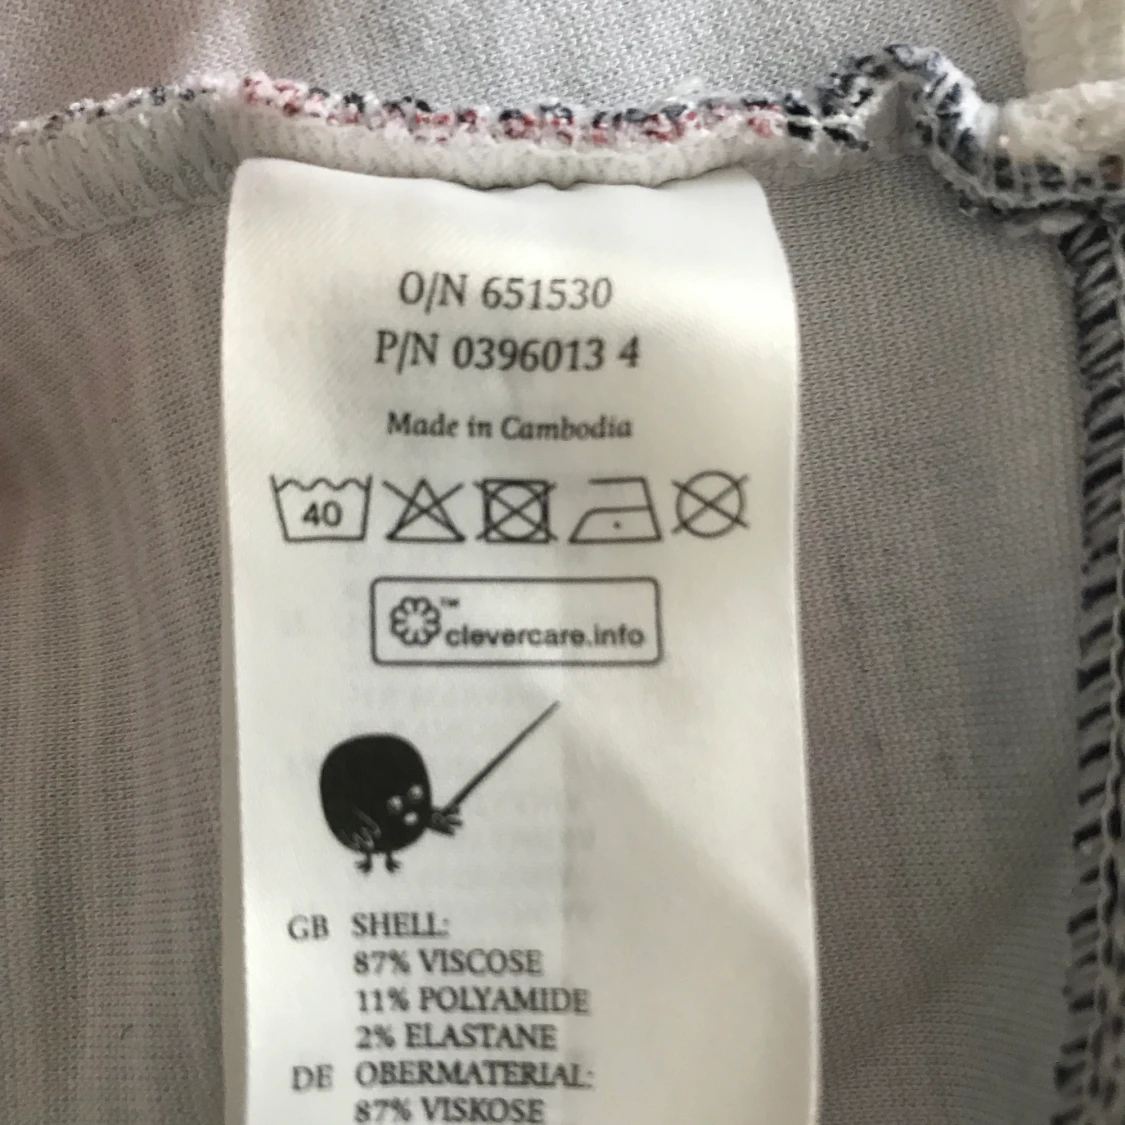 O/N 651530
P/N 0396013 4
Made in Cambodia
40
™
clevercare.info
GB SHELL:
87% VISCOSE
11% POLYAMIDE
2% ELASTANE
DE OBERMATERIAL:
87% VISKOSE